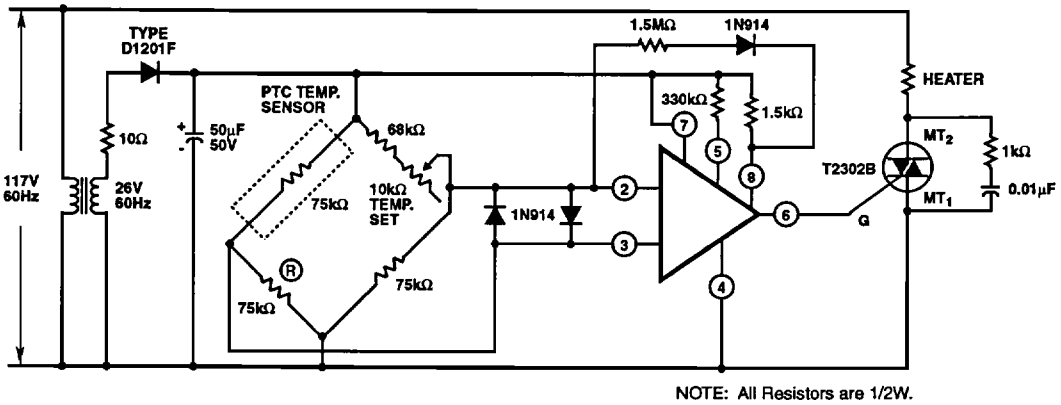 1.5MΩ
1N914
TYPE
D1201F
PTC TEMP.
SENSOR
HEATER
330kΩ
1.5kΩ
68kΩ
7
10Ω
+
-
50μF
50V
5
MT2
T2302B
1kΩ
117V
60Hz
26V
60Hz
75kΩ
10kΩ
TEMP.
SET
2
8
0.01μF
MT1
1N914
6
G
3
R
75kΩ
75kΩ
4
NOTE: All Resistors are 1/2W.